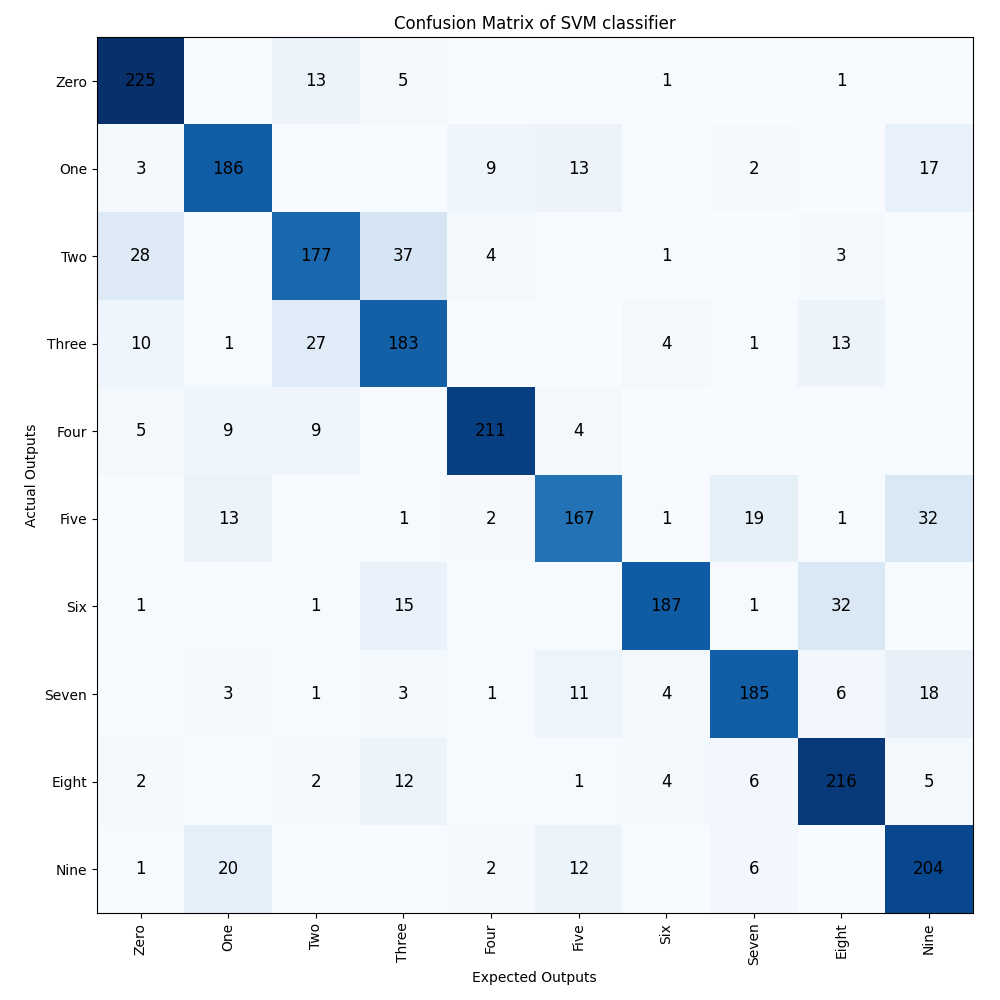 Confusion Matrix of SVM classifier
Zero 225 13 5 1 1
One 3 186 9 13 2 17
Two 28 177 37 4 1 3
Three 10 1 27 183 4 1 13
Four 5 9 9 211 4
Five 13 1 2 167 1 19 1 32
Six 1 1 15 187 1 32
Seven 3 1 3 1 11 4 185 6 18
Eight 2 2 12 1 4 6 216 5
Nine 1 20 2 12 6 204
Actual Outputs
Zero One Two Three Four Five Six Seven Eight Nine
Expected Outputs